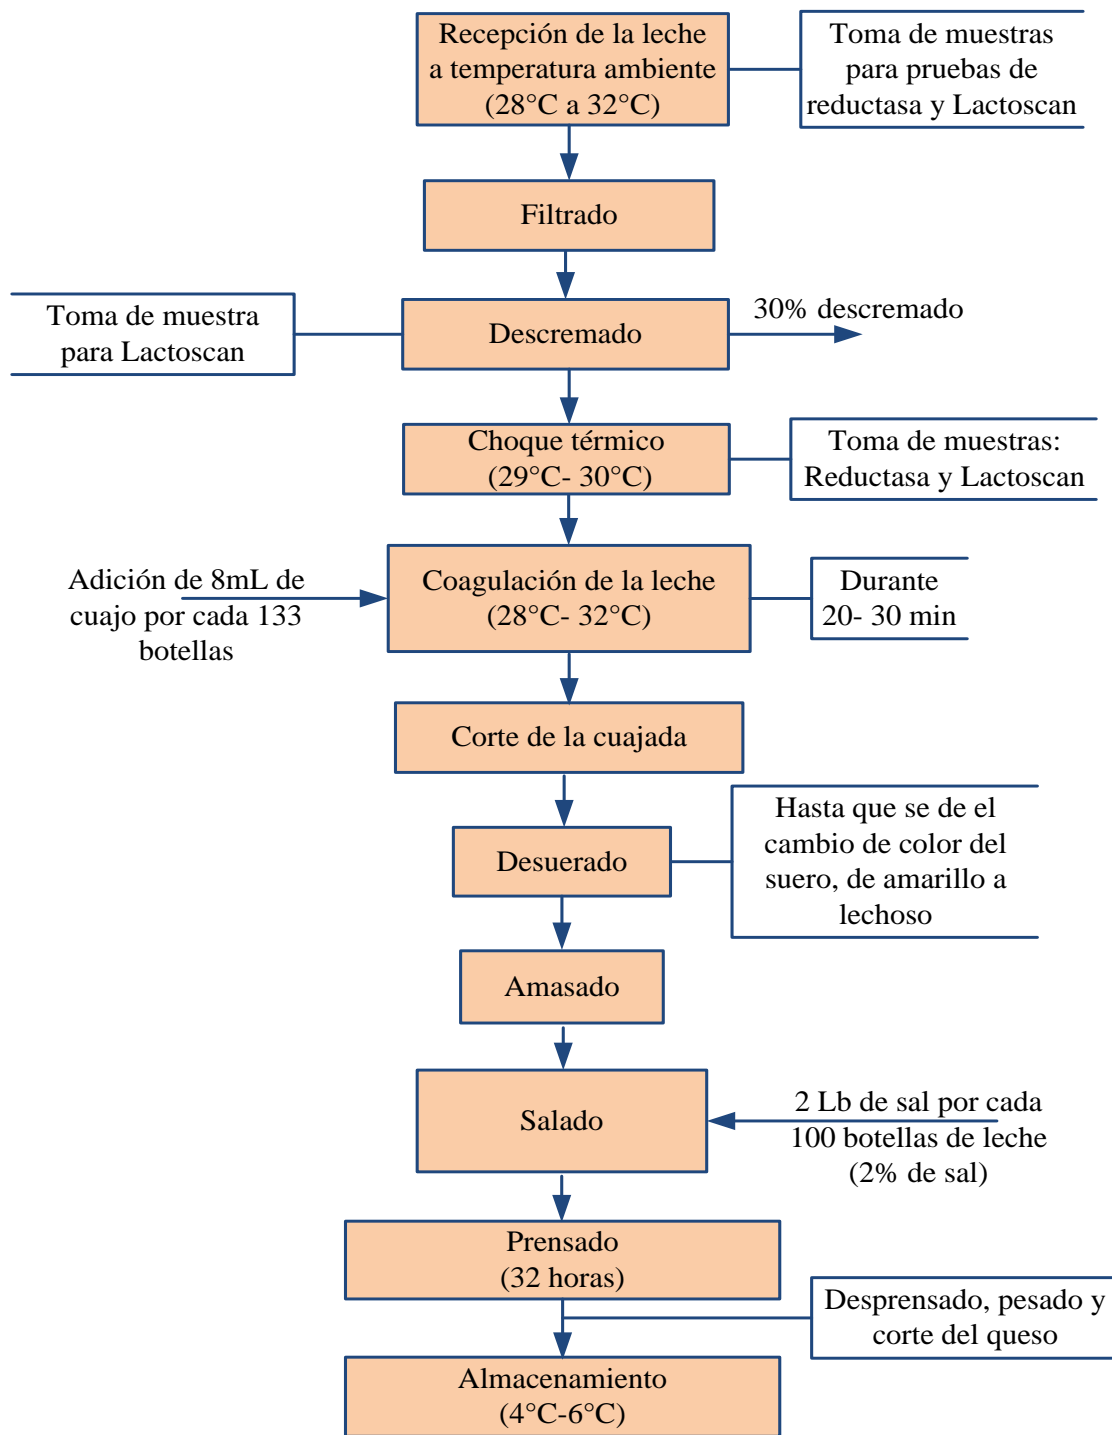 Recepción de la leche
a temperatura ambiente
(28°C a 32°C)
Toma de muestras
para pruebas de
reductasa y Lactoscan
Filtrado
Toma de muestra
para Lactoscan
Descremado
30% descremado
Choque térmico
(29°C- 30°C)
Toma de muestras:
Reductasa y Lactoscan
Adición de 8mL de
cuajo por cada 133
botellas
Coagulación de la leche
(28°C- 32°C)
Durante
20- 30 min
Corte de la cuajada
Desuerado
Hasta que se de el
cambio de color del
suero, de amarillo a
lechoso
Amasado
Salado
2 Lb de sal por cada
100 botellas de leche
(2% de sal)
Prensado
(32 horas)
Desprensado, pesado y
corte del queso
Almacenamiento
(4°C-6°C)